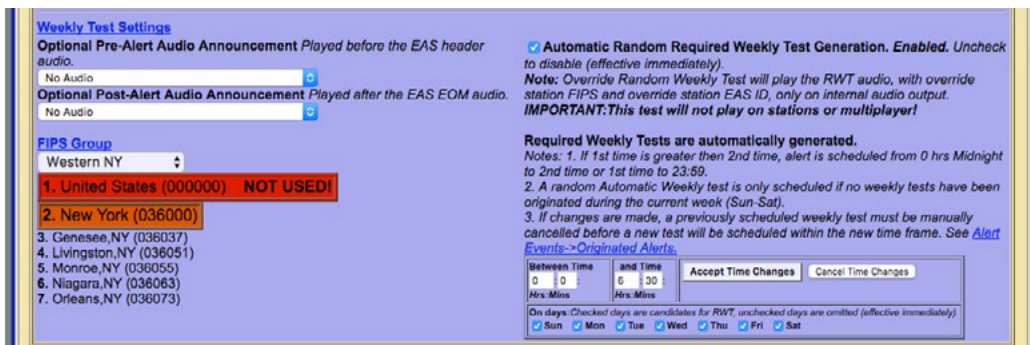 Weekly Test Settings
Optional Pre-Alert Audio Announcement Played before the EAS header
audio.
No Audio
Optional Post-Alert Audio Announcement Played after the EAS EOM audio.
No Audio
FIPS Group
Western NY
1. United States (000000) NOT USED!
2. New York (036000)
3. Genesee,NY (036037)
4. Livingston,NY (036051)
5. Monroe,NY (036055)
6. Niagara,NY (036063)
7. Orleans,NY (036073)
Automatic Random Required Weekly Test Generation. Enabled. Uncheck
to disable (effective immediately).
Note: Override Random Weekly Test will play the RWT audio, with override
station FIPS and override station EAS ID, only on internal audio output.
IMPORTANT:This test will not play on stations or multiplayer!
Required Weekly Tests are automatically generated.
Notes: 1. If 1st time is greater then 2nd time, alert is scheduled from 0 hrs Midnight
to 2nd time or 1st time to 23:59.
2. A random Automatic Weekly test is only scheduled if no weekly tests have been
originated during the current week (Sun-Sat).
3. If changes are made, a previously scheduled weekly test must be manually
cancelled before a new test will be scheduled within the new time frame. See Alert
Events->Originated Alerts.
Between Time and Time
0 : 0 : 6 : 30 : Accept Time Changes Cancel Time Changes
Hrs:Mins Hrs:Mins
On days:Checked days are candidates for RWT, unchecked days are omitted (effective immediately).
Sun Mon Tue Wed Thu Fri Sat